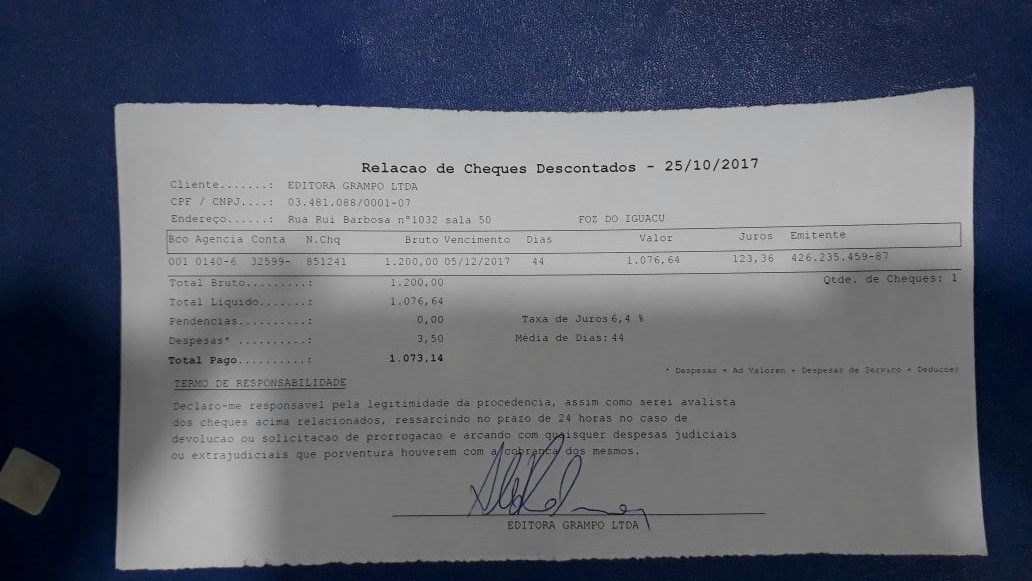 Relacao de Cheques Descontados - 25/10/2017
Cliente.......: EDITORA GRAMPO LTDA
CPF / CNPJ....: 03.481.088/0001-07
Endereço......: Rua Rui Barbosa n°1032 sala 50 FOZ DO IGUACU
Bco Agencia Conta N.Chq Bruto Vencimento Dias Valor Juros Emitente
001 0140-6 32599- 851241 1.200,00 05/12/2017 44 1.076,64 123,36 426.235.459-87
Total Bruto.........: 1.200,00 Qtde. de Cheques: 1
Total Liquido.......: 1.076,64
Pendencias..........: 0,00 Taxa de Juros 6,4 %
Despesas* ..........: 3,50 Media de Dias: 44
Total Pago..........: 1.073,14
* Despesas = Ad Valoren + Despesas de Servico + Deducoes
TERMO DE RESPONSABILIDADE
Declaro-me responsavel pela legitimidade da procedencia, assim como serei avalista
dos cheques acima relacionados, ressarcindo no prazo de 24 horas no caso de
devolucao ou solicitacao de prorrogacao e arcando com quaisquer despesas judiciais
ou extrajudiciais que porventura houverem com a cobranca dos mesmos.
EDITORA GRAMPO LTDA